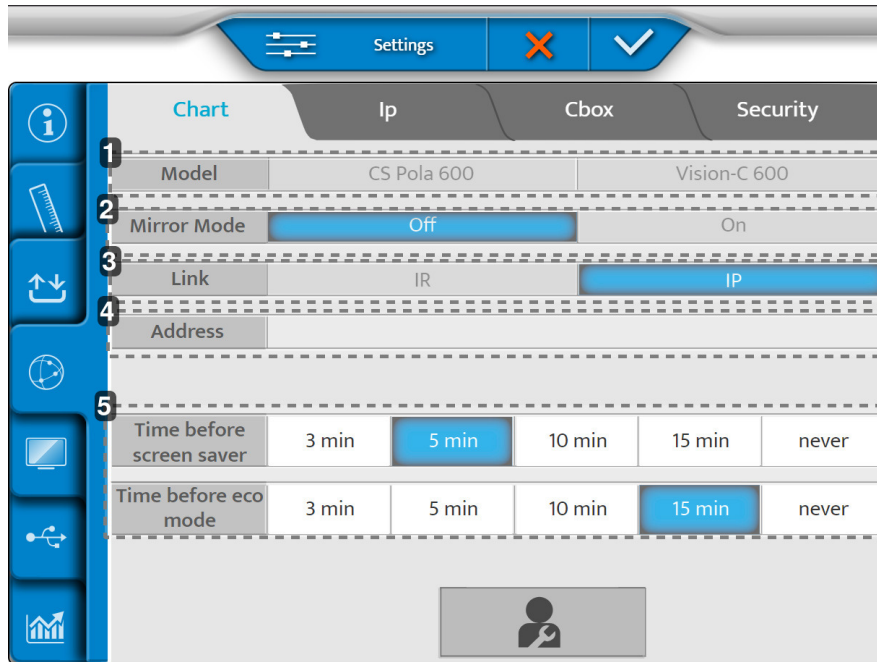 Settings
Chart Ip Cbox Security
1
Model CS Pola 600 Vision-C 600
2
Mirror Mode Off On
3
Link IR IP
4
Address
5
Time before screen saver 3 min 5 min 10 min 15 min never
Time before eco mode 3 min 5 min 10 min 15 min never